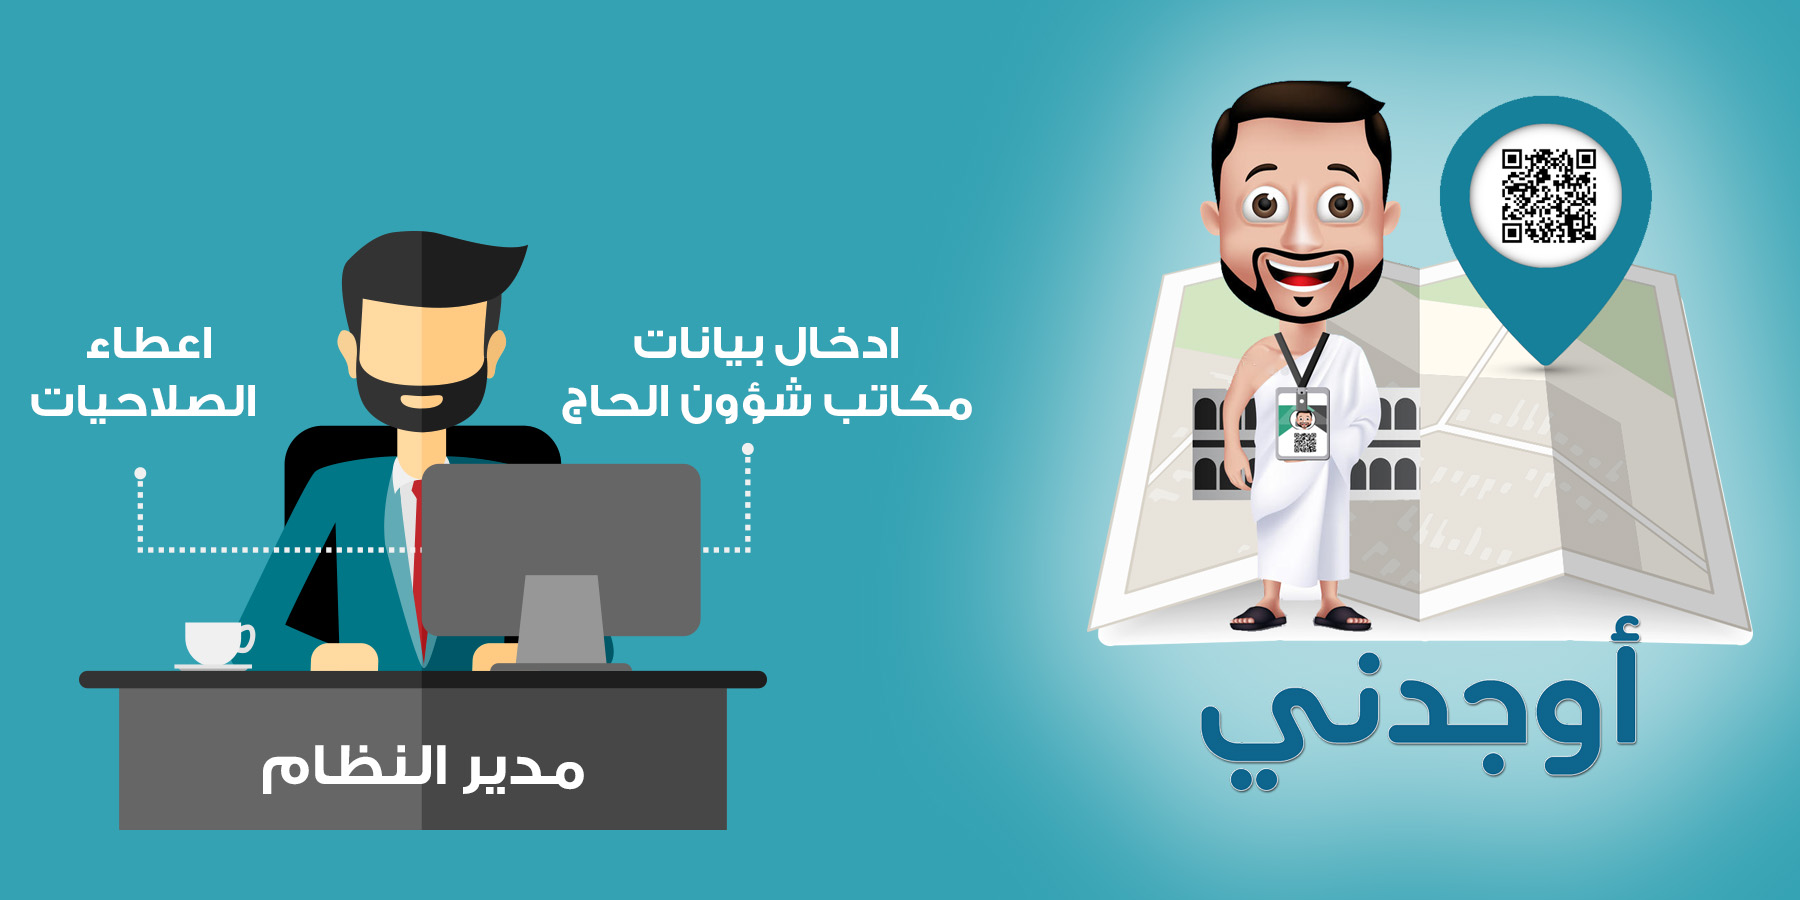 أوجدني
ادخال بيانات
مكاتب شؤون الحاج
اعطاء
الصلاحيات
مدير النظام